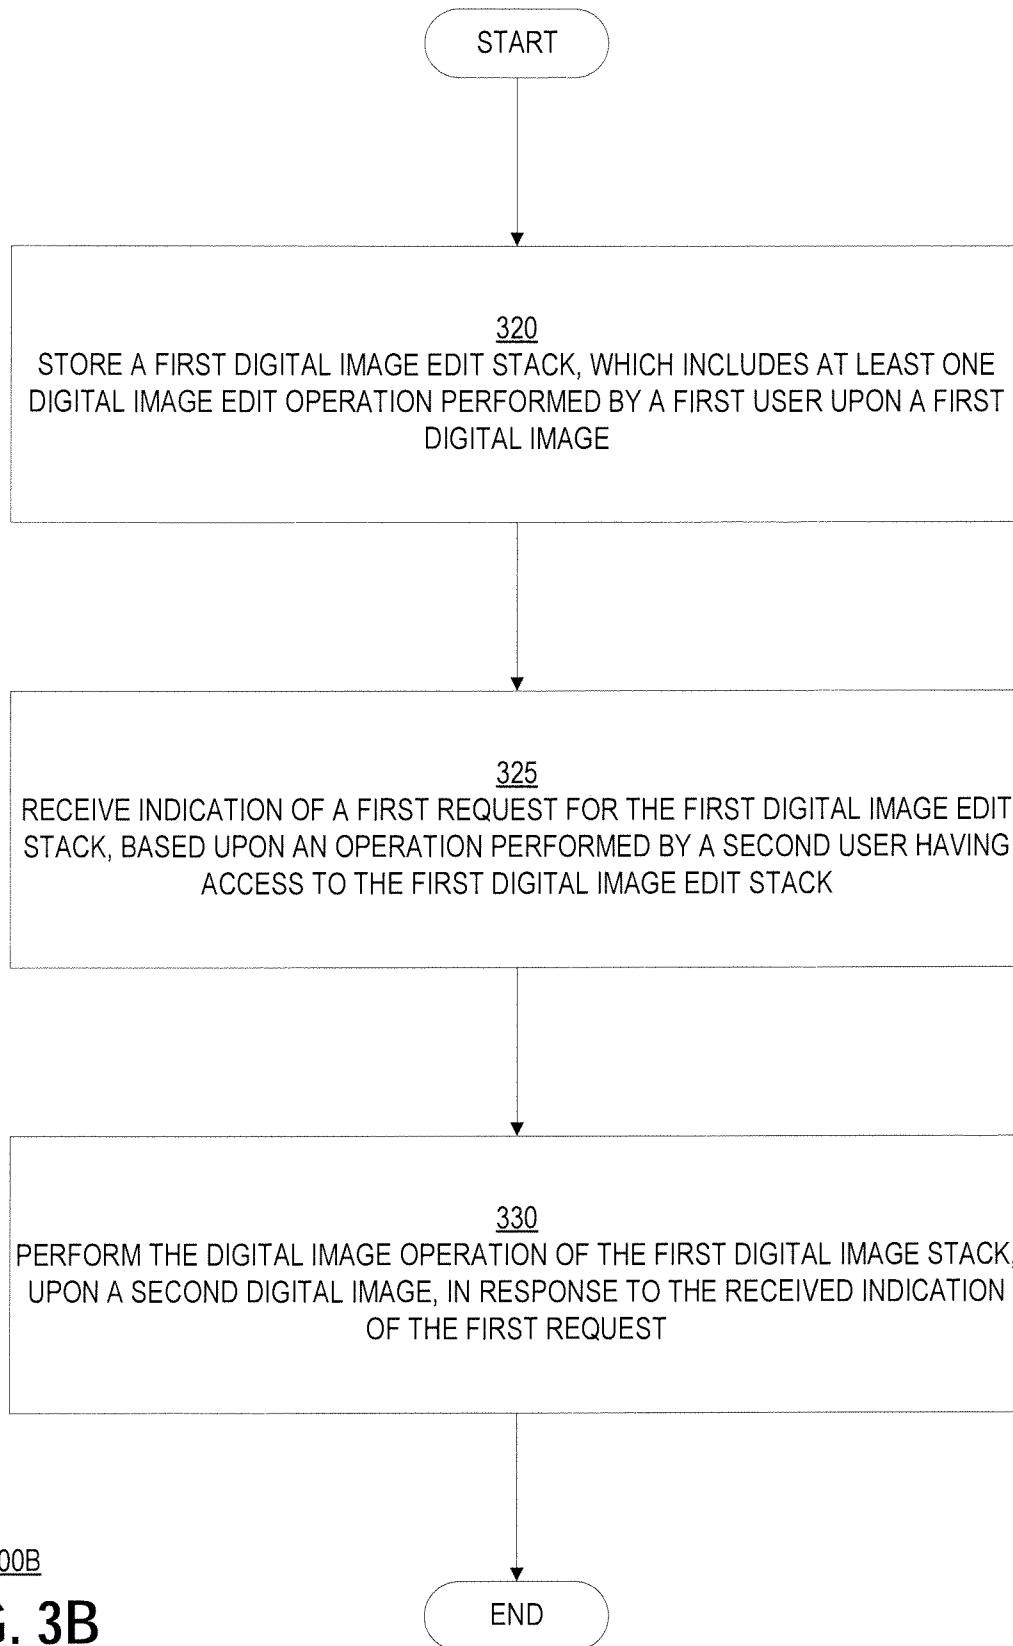 START
320
STORE A FIRST DIGITAL IMAGE EDIT STACK, WHICH INCLUDES AT LEAST ONE
DIGITAL IMAGE EDIT OPERATION PERFORMED BY A FIRST USER UPON A FIRST
DIGITAL IMAGE
325
RECEIVE INDICATION OF A FIRST REQUEST FOR THE FIRST DIGITAL IMAGE EDIT
STACK, BASED UPON AN OPERATION PERFORMED BY A SECOND USER HAVING
ACCESS TO THE FIRST DIGITAL IMAGE EDIT STACK
330
PERFORM THE DIGITAL IMAGE OPERATION OF THE FIRST DIGITAL IMAGE STACK,
UPON A SECOND DIGITAL IMAGE, IN RESPONSE TO THE RECEIVED INDICATION
OF THE FIRST REQUEST
00B
G. 3B
END